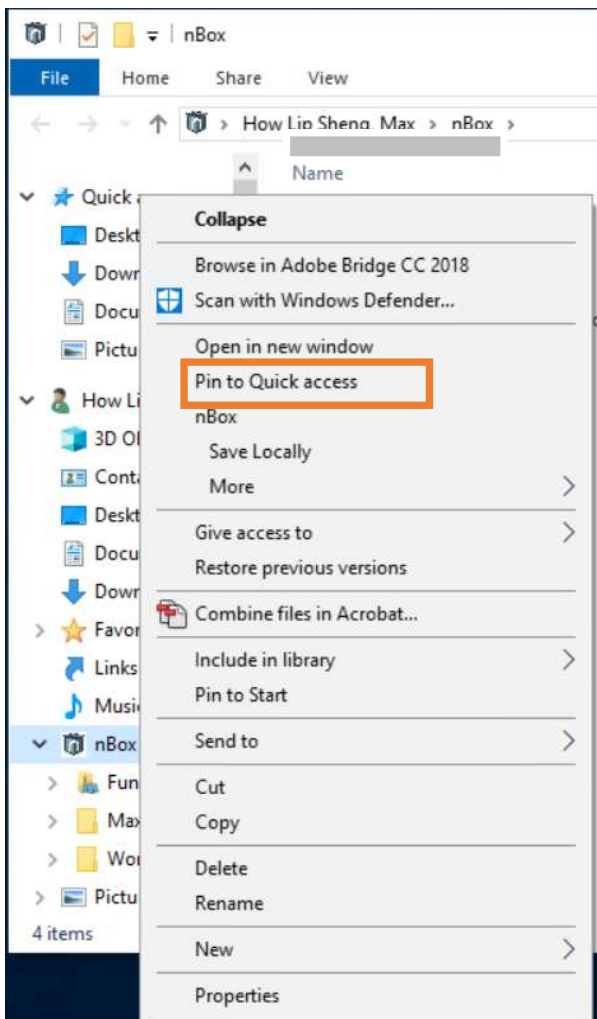 nBox
File Home Share View
How Lip Sheng, Max > nBox >
Name
Quick
Deskt
Down
Docu
Pictu
How Li
3D
Conta
Deskt
Docu
Down
Favor
Links
Music
nBox
Fun
Max
Wor
Pictu
4 items
Collapse
Browse in Adobe Bridge CC 2018
Scan with Windows Defender...
Open in new window
Pin to Quick access
nBox
Save Locally
More
Give access to
Restore previous versions
Combine files in Acrobat...
Include in library
Pin to Start
Send to
Cut
Copy
Delete
Rename
New
Properties